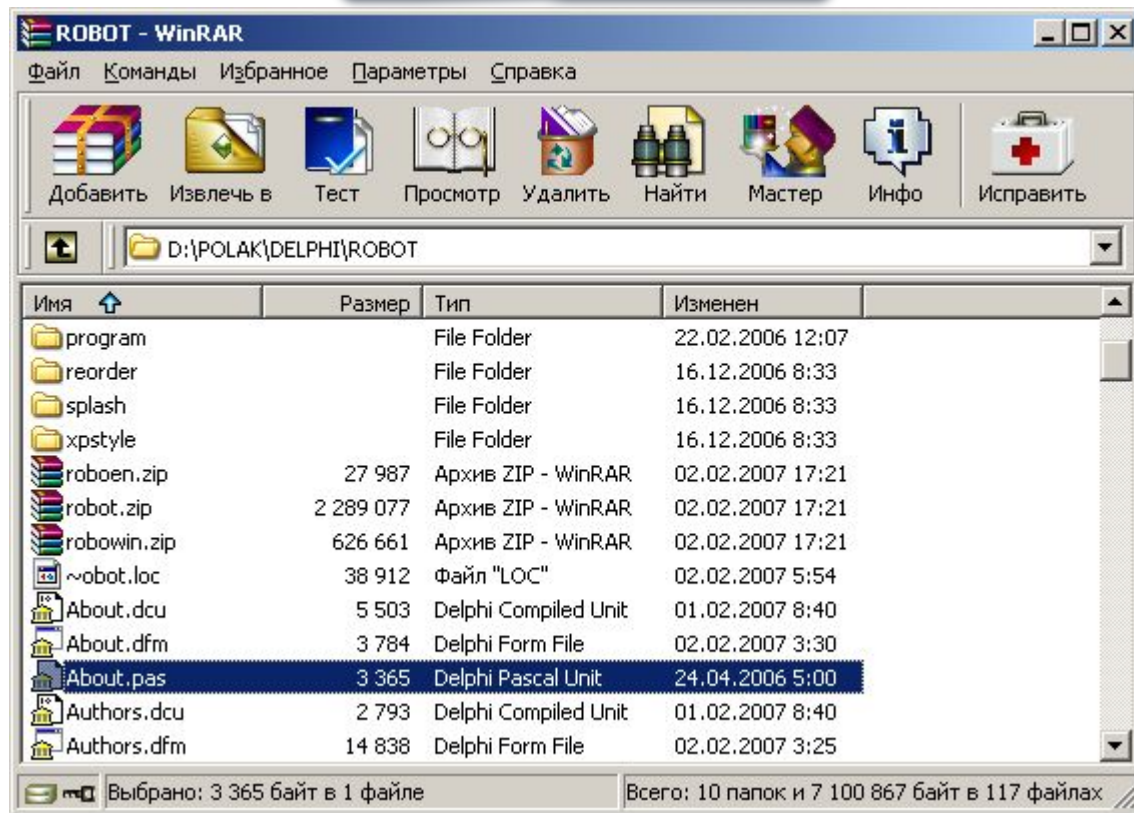 ROBOT - WinRAR
Файл Команды Избранное Параметры Справка
Добавить Извлечь в Тест Просмотр Удалить Найти Мастер Инфо Исправить
D:\POLAK\DELPHI\ROBOT
Имя Размер Тип Изменен
program File Folder 22.02.2006 12:07
reorder File Folder 16.12.2006 8:33
splash File Folder 16.12.2006 8:33
xpstyle File Folder 16.12.2006 8:33
roboen.zip 27 987 Архив ZIP - WinRAR 02.02.2007 17:21
robot.zip 2 289 077 Архив ZIP - WinRAR 02.02.2007 17:21
robowin.zip 626 661 Архив ZIP - WinRAR 02.02.2007 17:21
~obot.loc 38 912 Файл "LOC" 02.02.2007 5:54
About.dcu 5 503 Delphi Compiled Unit 01.02.2007 8:40
About.dfm 3 784 Delphi Form File 02.02.2007 3:30
About.pas 3 365 Delphi Pascal Unit 24.04.2006 5:00
Authors.dcu 2 793 Delphi Compiled Unit 01.02.2007 8:40
Authors.dfm 14 838 Delphi Form File 02.02.2007 3:25
Выбрано: 3 365 байт в 1 файле Всего: 10 папок и 7 100 867 байт в 117 файлах